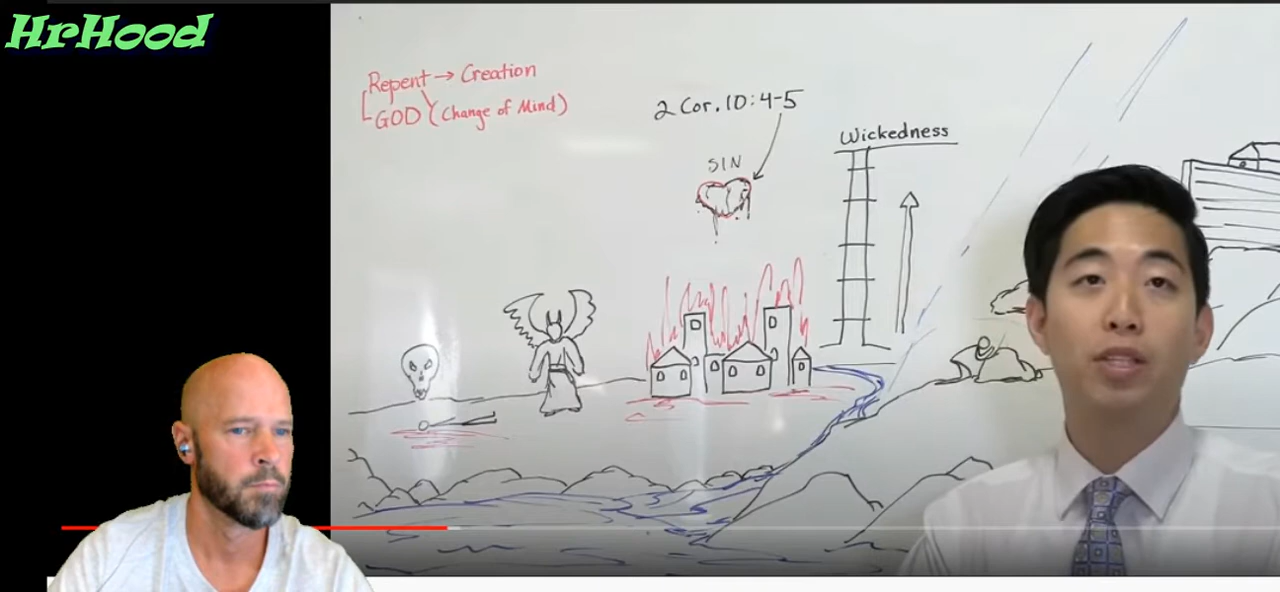 HrHood
Repent → Creation
GOD (Change of Mind)
2 Cor. 10:4-5
SIN
Wickedness